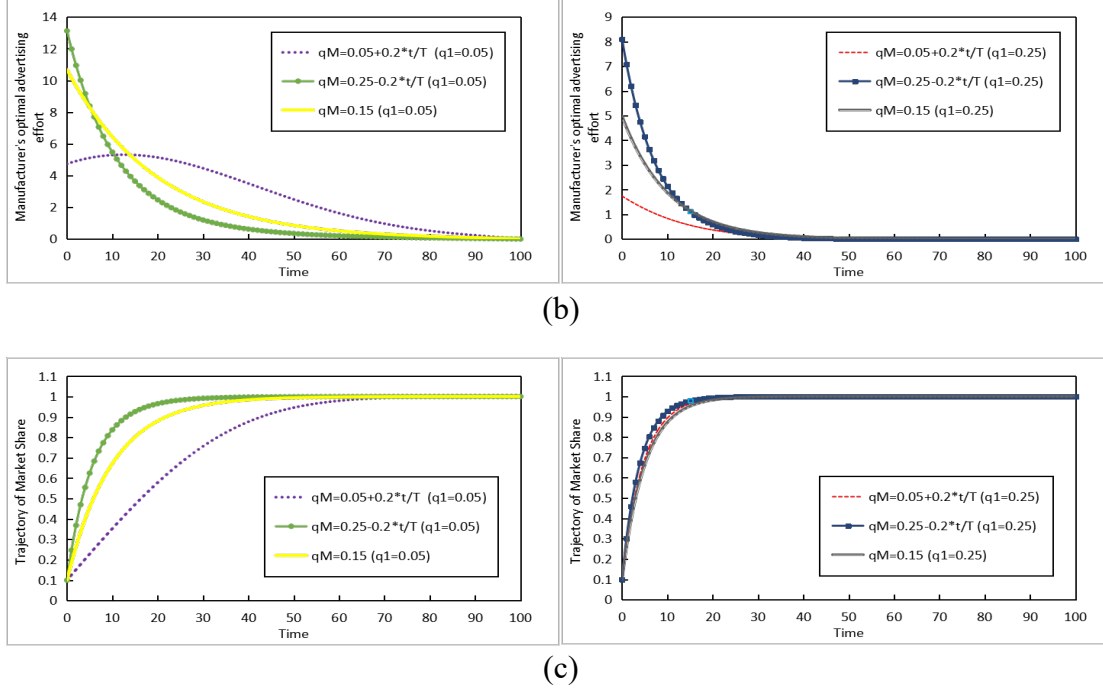 Manufacturer's optimal advertising
effort
14
12
10
8
6
4
2
0
qM=0.05+0.2*t/T (q1=0.05)
qM=0.25-0.2*t/T (q1=0.05)
qM=0.15 (q1=0.05)
0 10 20 30 40 50 60 70 80 90 100
Time
Manufacturer's optimal advertising
effort
9
8
7
6
5
4
3
2
1
0
qM=0.05+0.2*t/T (q1=0.25)
qM=0.25-0.2*t/T (q1=0.25)
qM=0.15 (q1=0.25)
0 10 20 30 40 50 60 70 80 90 100
Time
(b)
Trajectory of Market Share
1.1
1
0.9
0.8
0.7
0.6
0.5
0.4
0.3
0.2
0.1
0
qM=0.05+0.2*t/T (q1=0.05)
qM=0.25-0.2*t/T (q1=0.05)
qM=0.15 (q1=0.05)
0 10 20 30 40 50 60 70 80 90 100
Time
Trajectory of Market Share
1.1
1
0.9
0.8
0.7
0.6
0.5
0.4
0.3
0.2
0.1
0
qM=0.05+0.2*t/T (q1=0.25)
qM=0.25-0.2*t/T (q1=0.25)
qM=0.15 (q1=0.25)
0 10 20 30 40 50 60 70 80 90 100
Time
(c)